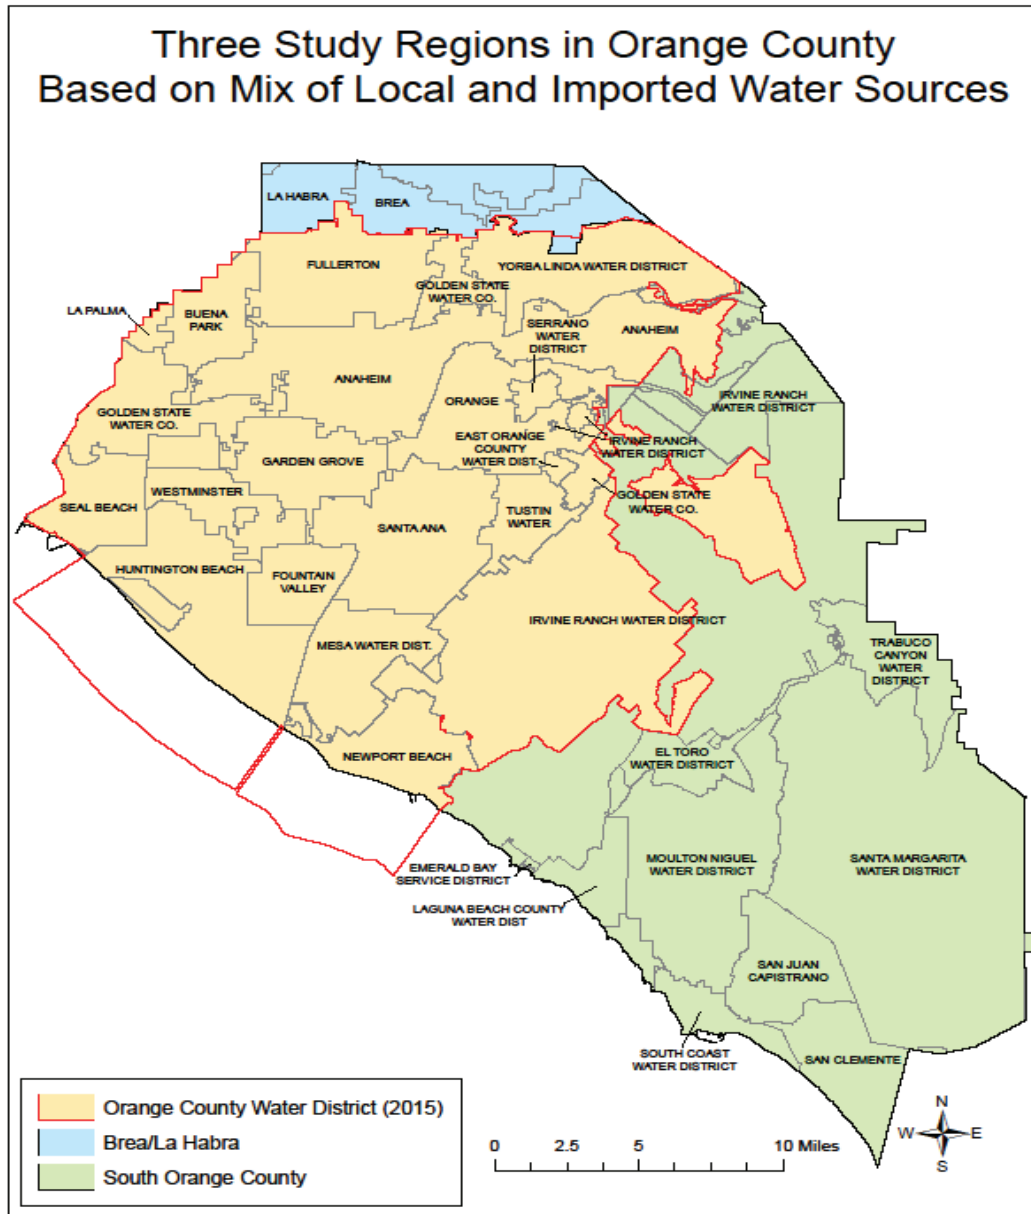 Three Study Regions in Orange County
Based on Mix of Local and Imported Water Sources
LA HABRA
BREA
FULLERTON
YORBA LINDA WATER DISTRICT
GOLDEN STATE
WATER CO.
LA PALMA
BUENA
PARK
SERRANO
WATER
DISTRICT
ANAHEIM
ANAHEIM
IRVINE RANCH
WATER DISTRICT
ORANGE
GOLDEN STATE
WATER CO.
EAST ORANGE
COUNTY
WATER DIST.
IRVINE RANCH
WATER DISTRICT
GARDEN GROVE
WESTMINSTER
GOLDEN STATE
WATER CO.
SEAL BEACH
TUSTIN
WATER
SANTA ANA
HUNTINGTON BEACH
FOUNTAIN
VALLEY
IRVINE RANCH WATER DISTRICT
MESA WATER DIST.
TRABUCO
CANYON
WATER
DISTRICT
NEWPORT BEACH
EL TORO
WATER DISTRICT
EMERALD BAY
SERVICE DISTRICT
MOULTON NIGUEL
WATER DISTRICT
SANTA MARGARITA
WATER DISTRICT
LAGUNA BEACH COUNTY
WATER DIST
SAN JUAN
CAPISTRANO
SOUTH COAST
WATER DISTRICT
SAN CLEMENTE
Orange County Water District (2015)
Brea/La Habra
South Orange County
0 2.5 5 10 Miles
N
W E
S